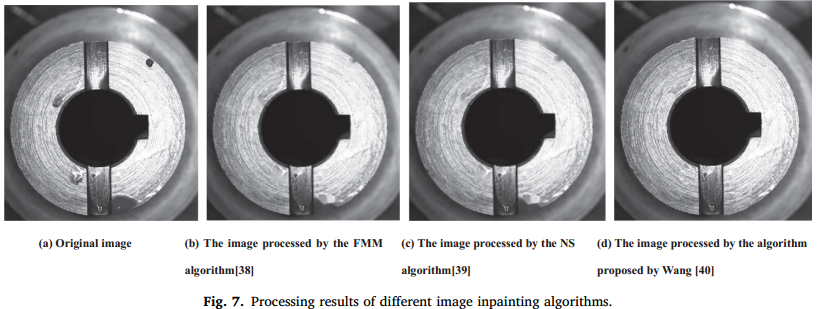 (a) Original image
(b) The image processed by the FMM
algorithm[38]
(c) The image processed by the NS
algorithm[39]
(d) The image processed by the algorithm
proposed by Wang [40]
Fig. 7. Processing results of different image inpainting algorithms.